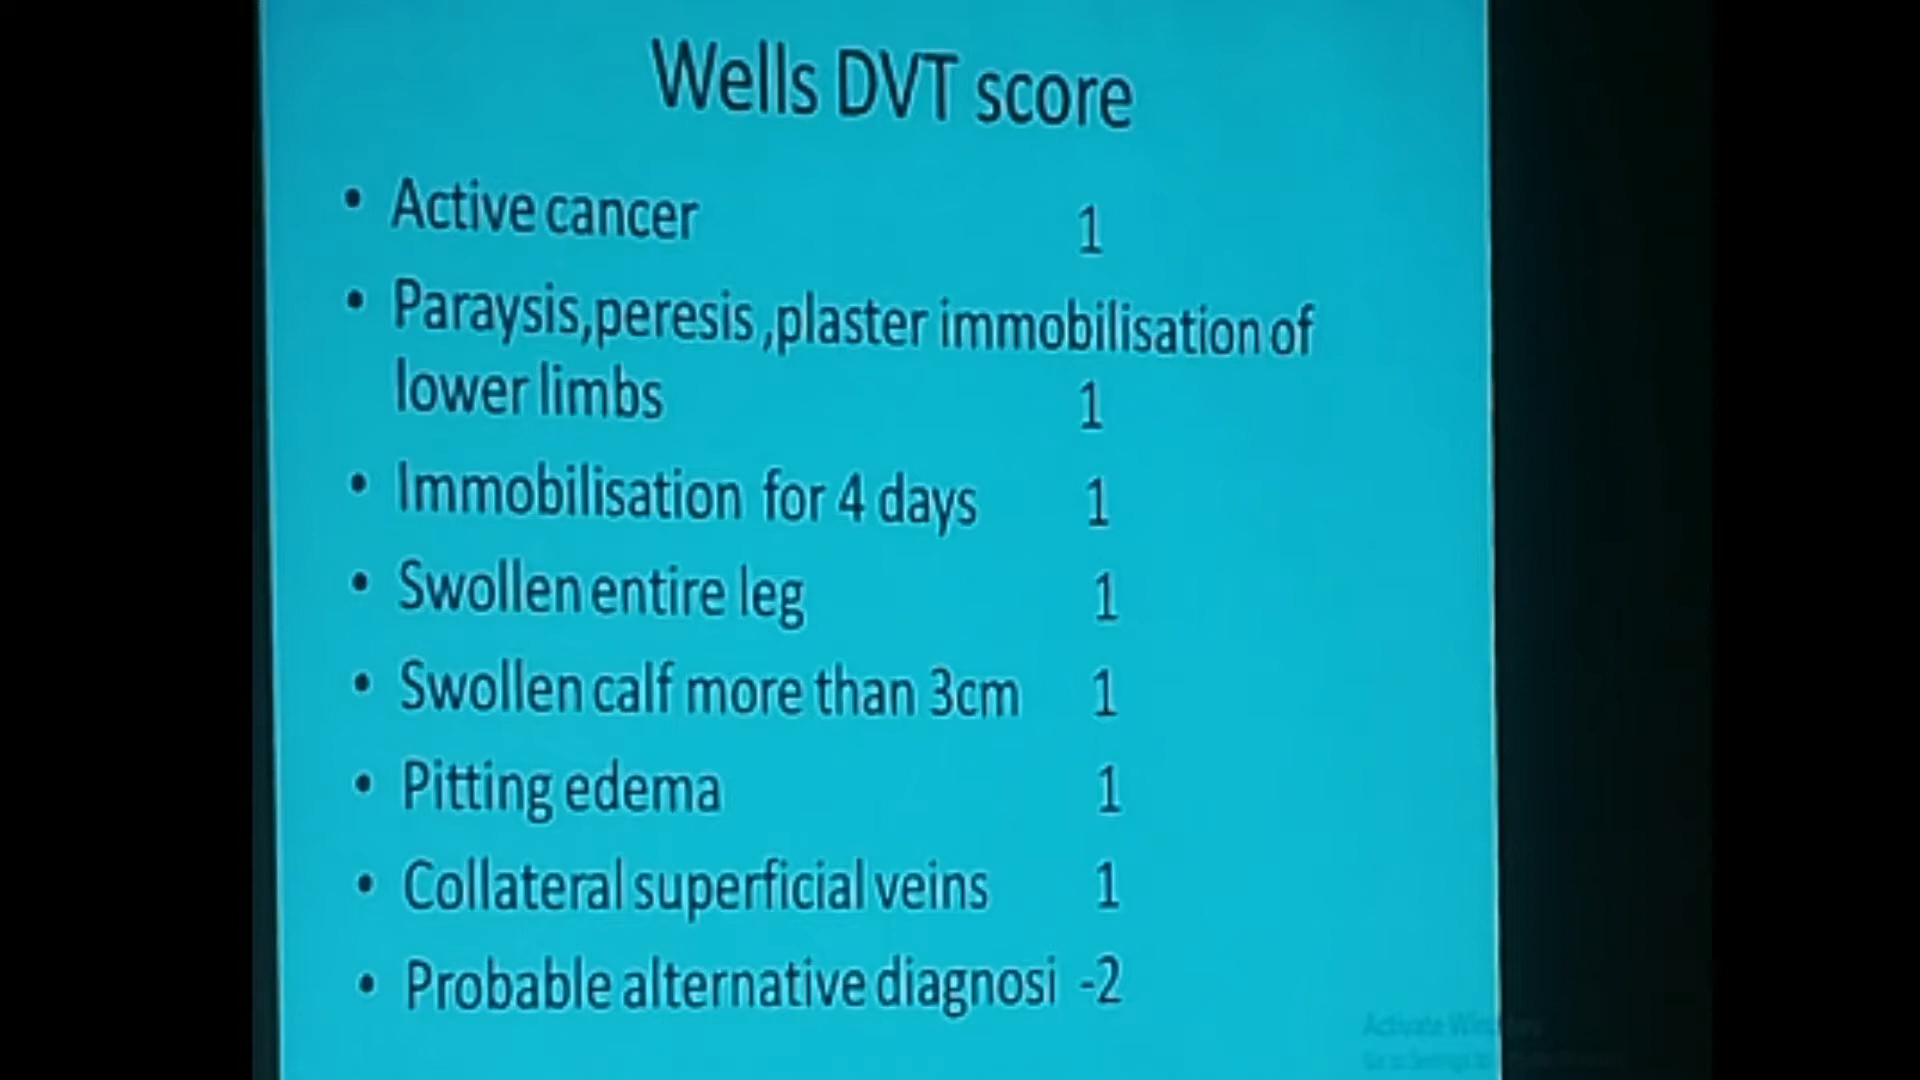 Wells DVT score
• Active cancer 1
• Paraysis,peresis ,plaster immobilisation of
lower limbs 1
• Immobilisation for 4 days 1
• Swollen entire leg 1
• Swollen calf more than 3cm 1
• Pitting edema 1
• Collateral superficial veins 1
• Probable alternative diagnosi -2
Activate